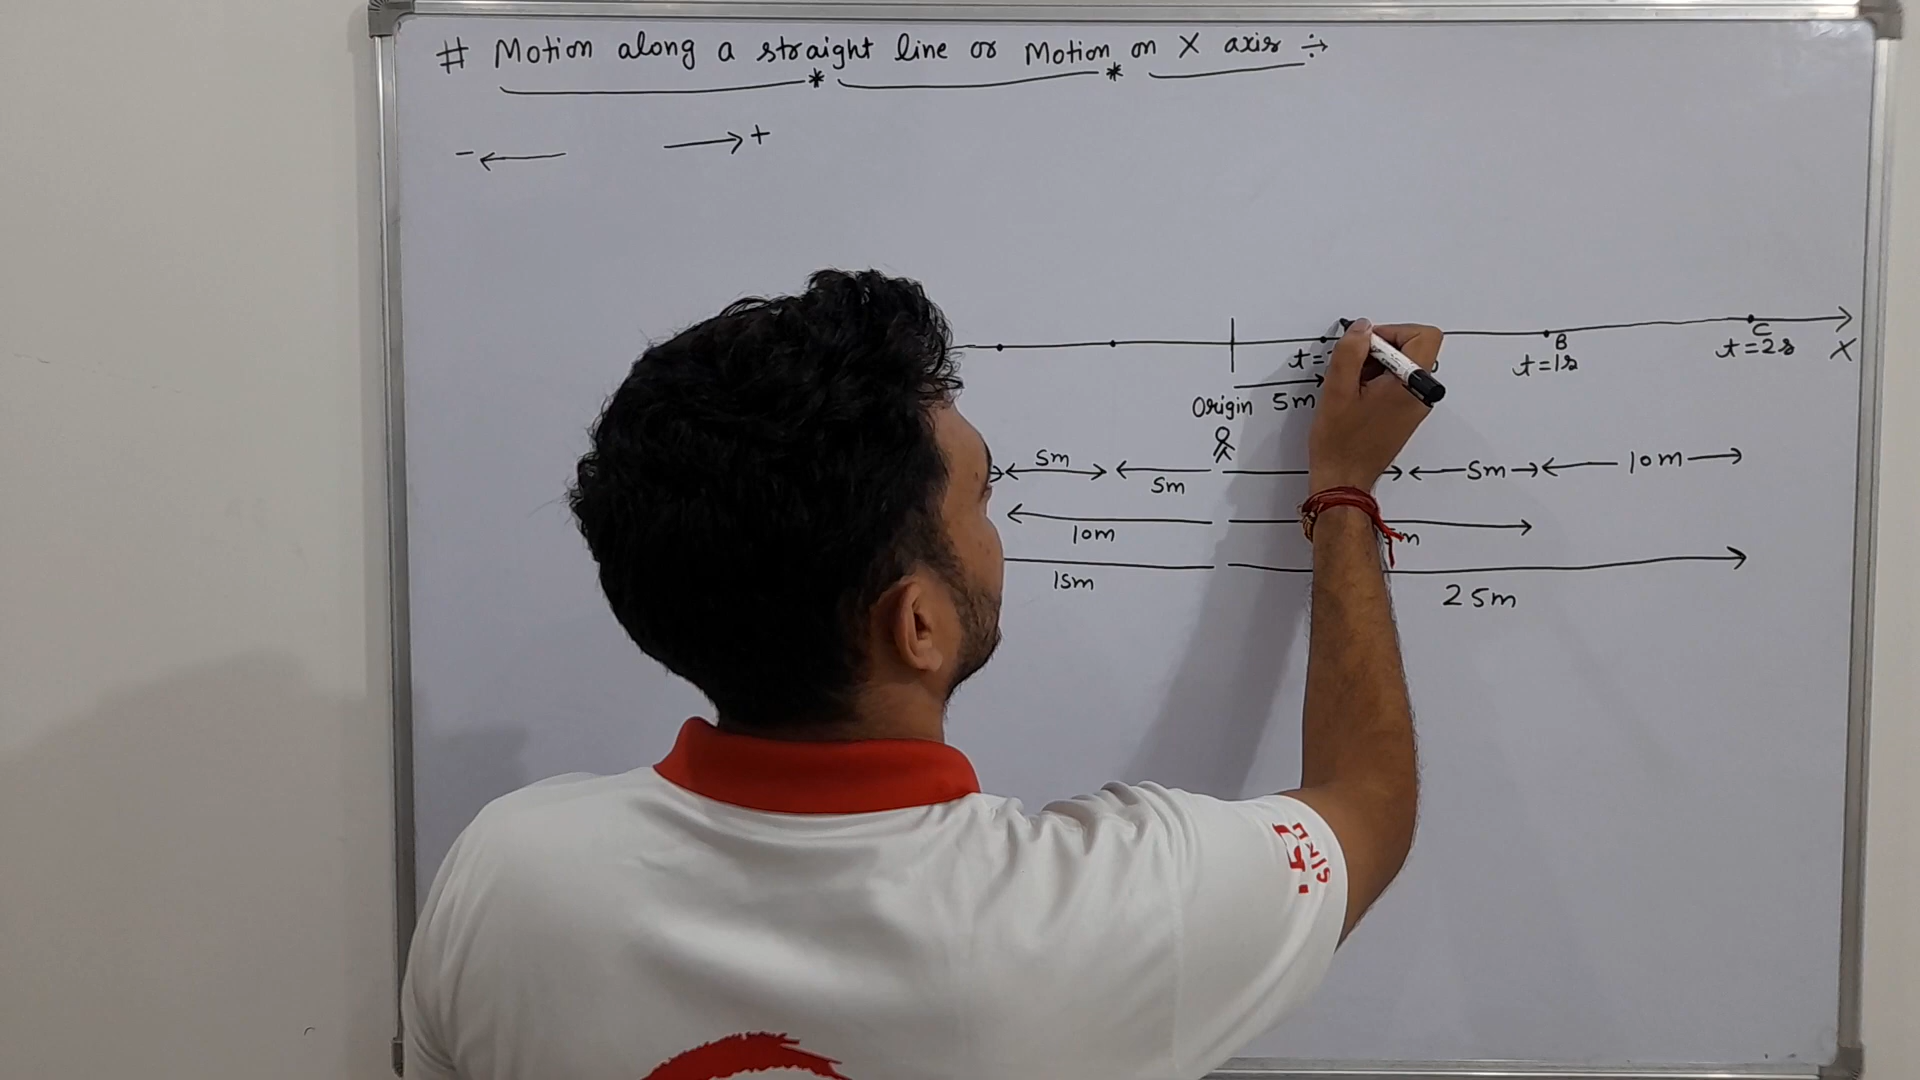 # Motion along a straight line or Motion on X axis ÷
- ← → +
B C
t= t=1s t=2s X
Origin 5m
5m 5m 5m 10m
10m
15m 25m